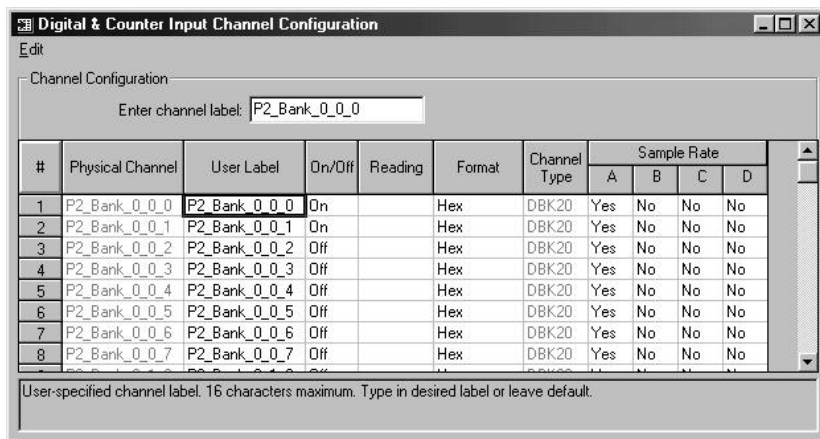 Digital & Counter Input Channel Configuration
Edit
Channel Configuration
Enter channel label: P2_Bank_0_0_0
# Physical Channel User Label On/Off Reading Format Channel Type Sample Rate A B C D
1 P2_Bank_0_0_0 P2_Bank_0_0_0 On Hex DBK20 Yes No No No
2 P2_Bank_0_0_1 P2_Bank_0_0_1 On Hex DBK20 Yes No No No
3 P2_Bank_0_0_2 P2_Bank_0_0_2 Off Hex DBK20 Yes No No No
4 P2_Bank_0_0_3 P2_Bank_0_0_3 Off Hex DBK20 Yes No No No
5 P2_Bank_0_0_4 P2_Bank_0_0_4 Off Hex DBK20 Yes No No No
6 P2_Bank_0_0_5 P2_Bank_0_0_5 Off Hex DBK20 Yes No No No
7 P2_Bank_0_0_6 P2_Bank_0_0_6 Off Hex DBK20 Yes No No No
8 P2_Bank_0_0_7 P2_Bank_0_0_7 Off Hex DBK20 Yes No No No
User-specified channel label. 16 characters maximum. Type in desired label or leave default.